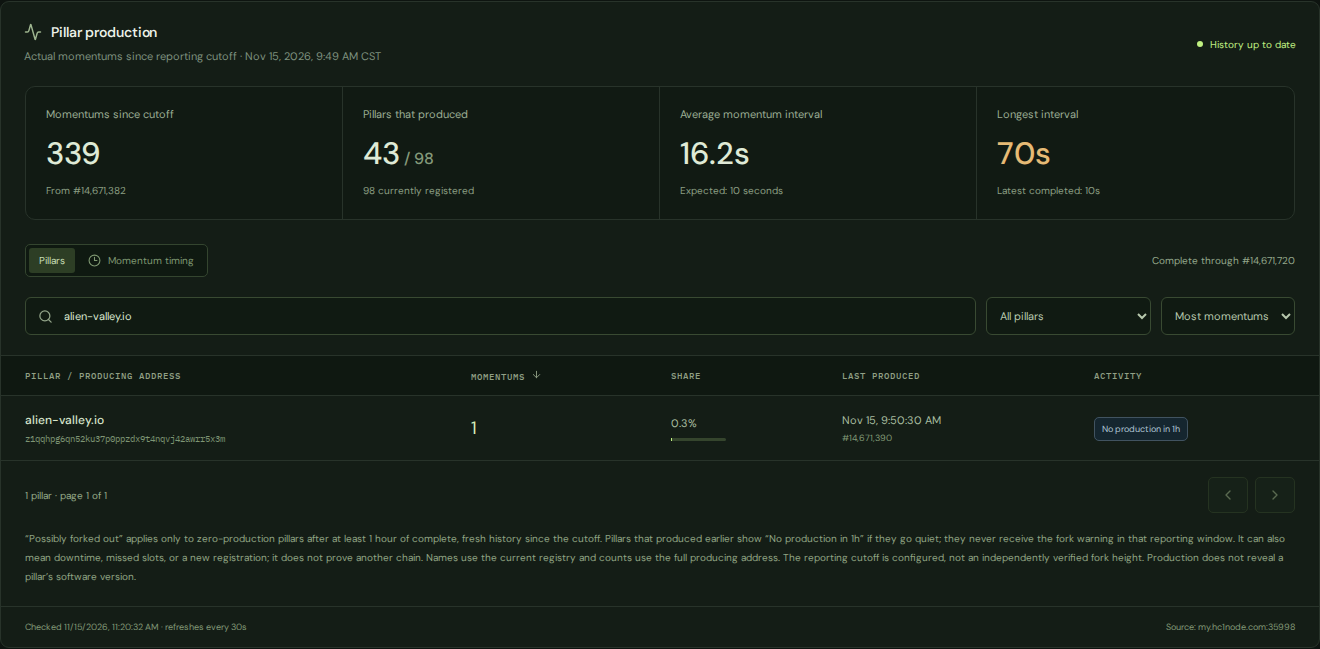 Pillar production
Actual momentums since reporting cutoff · Nov 15, 2026, 9:49 AM CST
History up to date
Momentums since cutoff
339
From #14,671,382
Pillars that produced
43 / 98
98 currently registered
Average momentum interval
16.2s
Expected: 10 seconds
Longest interval
70s
Latest completed: 10s
Pillars
Momentum timing
Complete through #14,671,720
alien-valley.io
All pillars
Most momentums
PILLAR / PRODUCING ADDRESS
MOMENTUMS ↓
SHARE
LAST PRODUCED
ACTIVITY
alien-valley.io
z1qqhpg6qn52ku37p0ppzdx9t4nqvj42awrr5x3m
1
0.3%
Nov 15, 9:50:30 AM
#14,671,390
No production in 1h
1 pillar · page 1 of 1
“Possibly forked out” applies only to zero-production pillars after at least 1 hour of complete, fresh history since the cutoff. Pillars that produced earlier show “No production in 1h” if they go quiet; they never receive the fork warning in that reporting window. It can also
mean downtime, missed slots, or a new registration; it does not prove another chain. Names use the current registry and counts use the full producing address. The reporting cutoff is configured, not an independently verified fork height. Production does not reveal a
pillar's software version.
Checked 11/15/2026, 11:20:32 AM · refreshes every 30s
Source: my.hc1node.com:35998